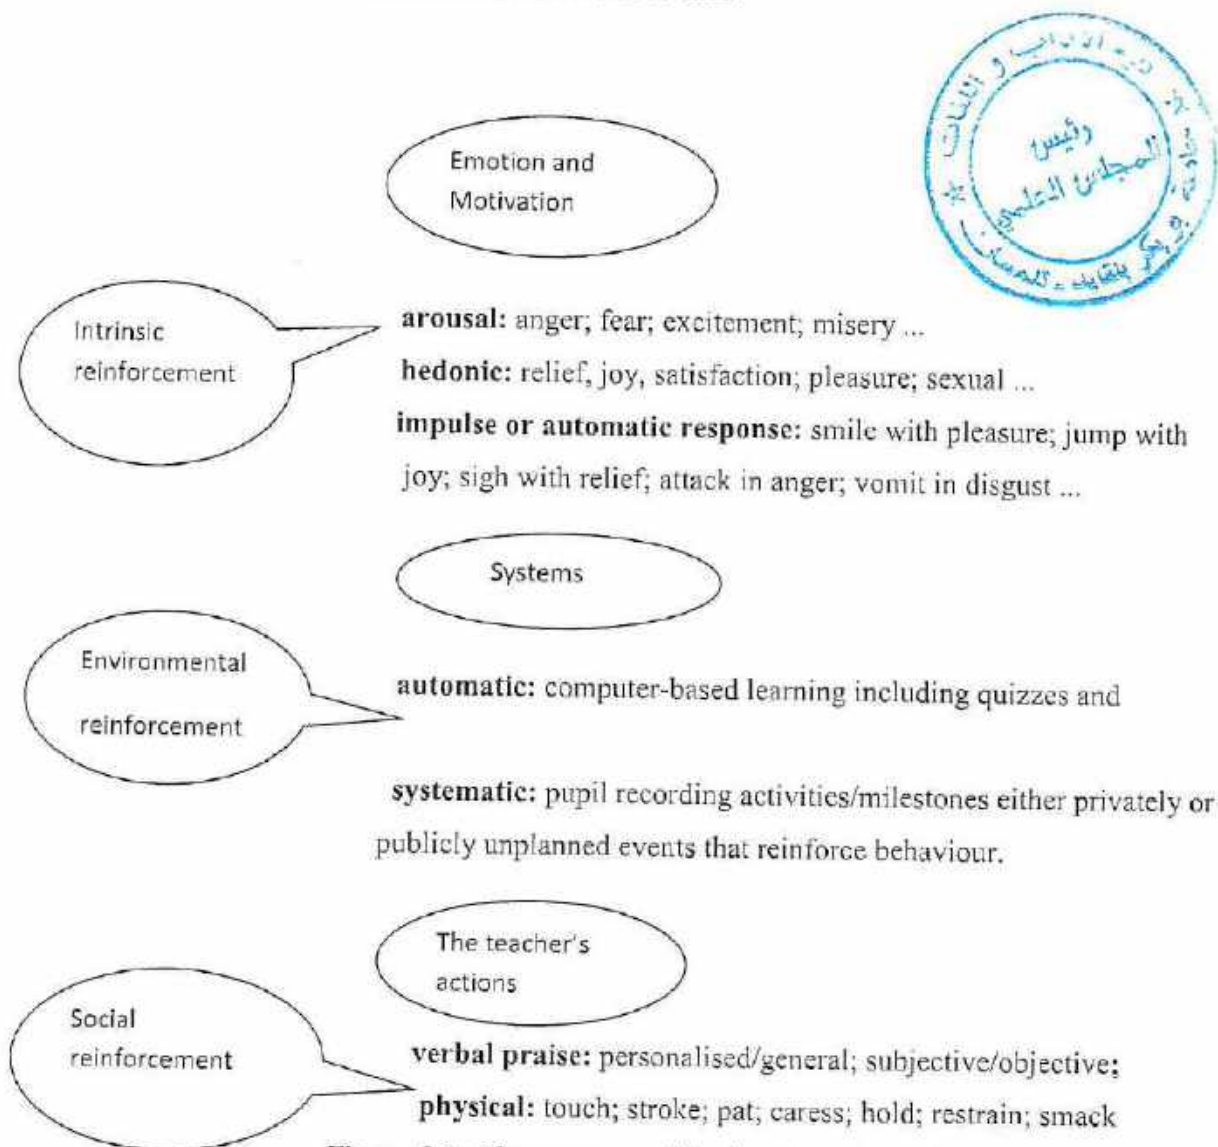 Emotion and
Motivation
Intrinsic
reinforcement
arousal: anger; fear; excitement; misery ...
hedonic: relief, joy, satisfaction; pleasure; sexual ...
impulse or automatic response: smile with pleasure; jump with
joy; sigh with relief; attack in anger; vomit in disgust ...
رئيس
المجلس العلمي
Systems
Environmental
reinforcement
automatic: computer-based learning including quizzes and
systematic: pupil recording activities/milestones either privately or
publicly unplanned events that reinforce behaviour.
The teacher's
actions
Social
reinforcement
verbal praise: personalised/general; subjective/objective;
physical: touch; stroke; pat; caress; hold; restrain; smack